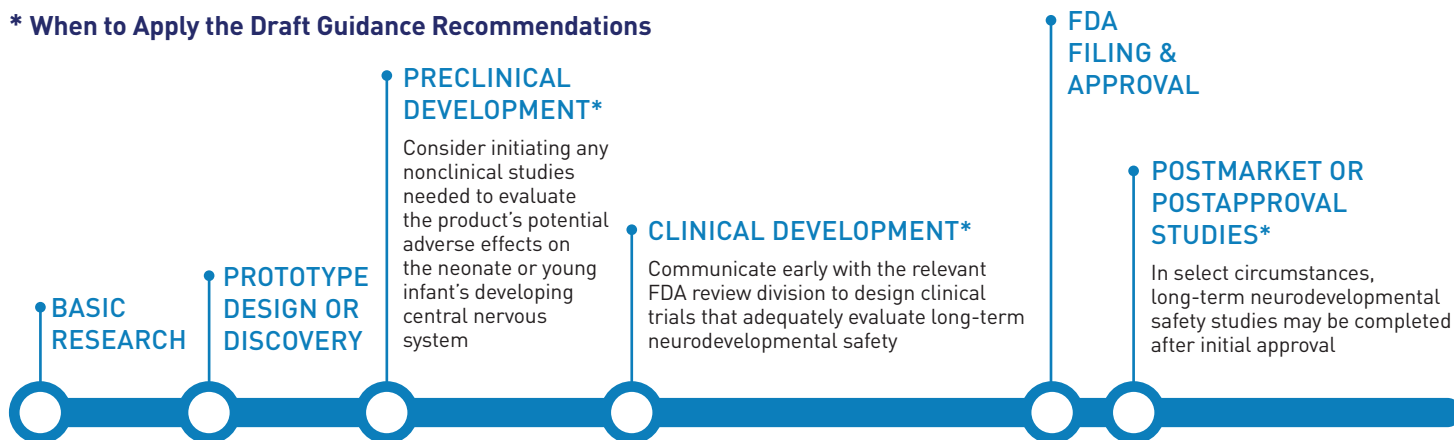 * When to Apply the Draft Guidance Recommendations
BASIC
RESEARCH
PROTOTYPE
DESIGN OR
DISCOVERY
PRECLINICAL
DEVELOPMENT*
Consider initiating any
nonclinical studies
needed to evaluate
the product's potential
adverse effects on
the neonate or young
infant's developing
central nervous
system
CLINICAL DEVELOPMENT*
Communicate early with the relevant
FDA review division to design clinical
trials that adequately evaluate long-term
neurodevelopmental safety
FDA
FILING &
APPROVAL
POSTMARKET OR
POSTAPPROVAL
STUDIES*
In select circumstances,
long-term neurodevelopmental
safety studies may be completed
after initial approval